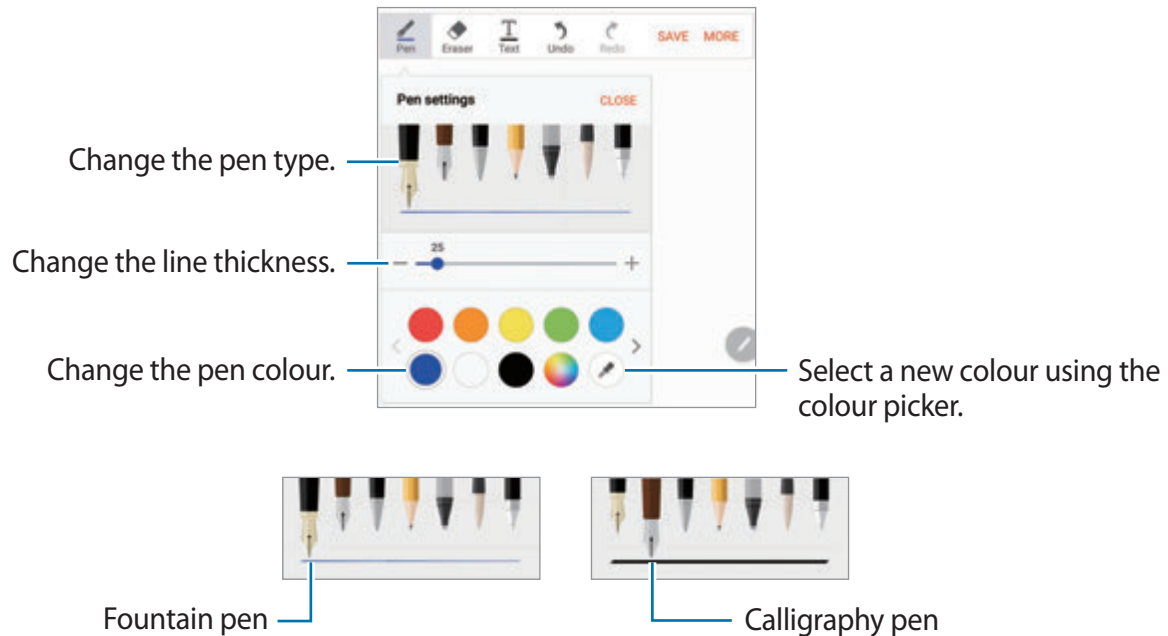 Pen Eraser Text Undo Redo SAVE MORE
Pen settings CLOSE
Change the pen type.
25
Change the line thickness.
Change the pen colour.
Select a new colour using the
colour picker.
Fountain pen
Calligraphy pen